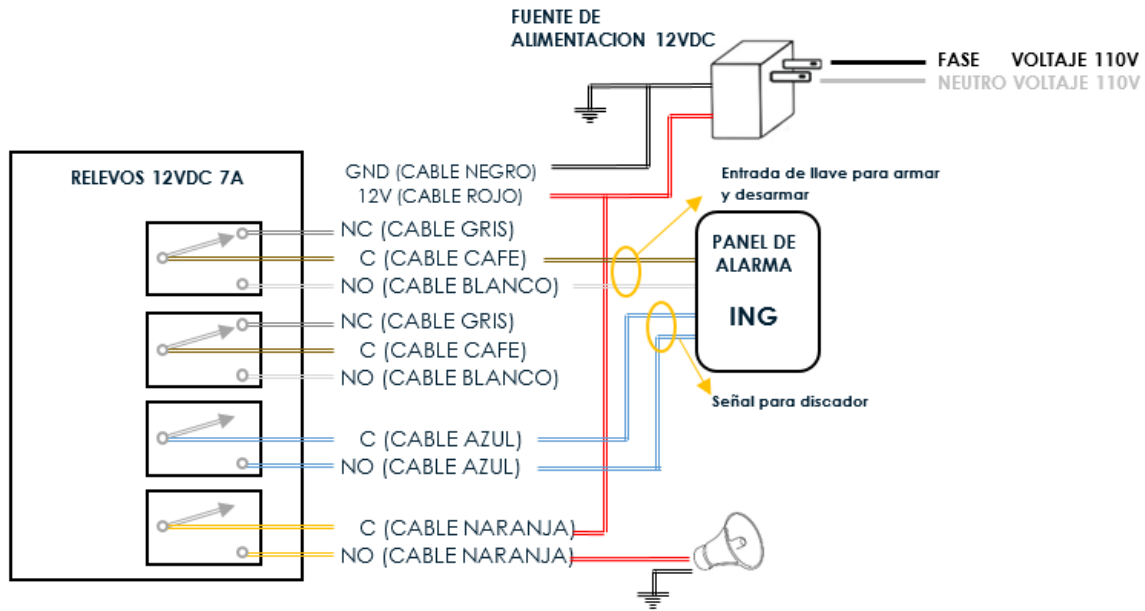 FUENTE DE
ALIMENTACION 12VDC
FASE VOLTAJE 110V
NEUTRO VOLTAJE 110V
RELEVOS 12VDC 7A
GND (CABLE NEGRO)
12V (CABLE ROJO)
Entrada de llave para armar
y desarmar
NC (CABLE GRIS)
C (CABLE CAFE)
NO (CABLE BLANCO)
PANEL DE
ALARMA
ING
NC (CABLE GRIS)
C (CABLE CAFE)
NO (CABLE BLANCO)
Señal para discador
C (CABLE AZUL)
NO (CABLE AZUL)
C (CABLE NARANJA)
NO (CABLE NARANJA)